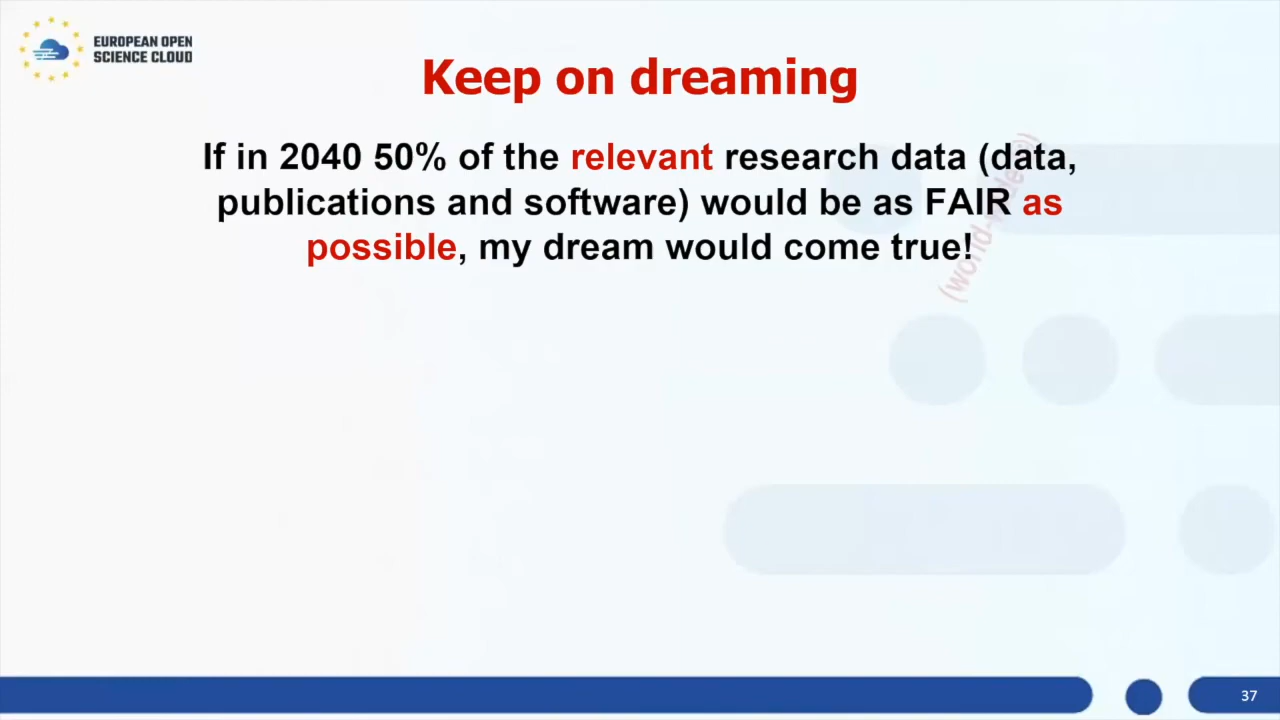 EUROPEAN OPEN
SCIENCE CLOUD
Keep on dreaming
If in 2040 50% of the relevant research data (data,
publications and software) would be as FAIR as
possible, my dream would come true!
37